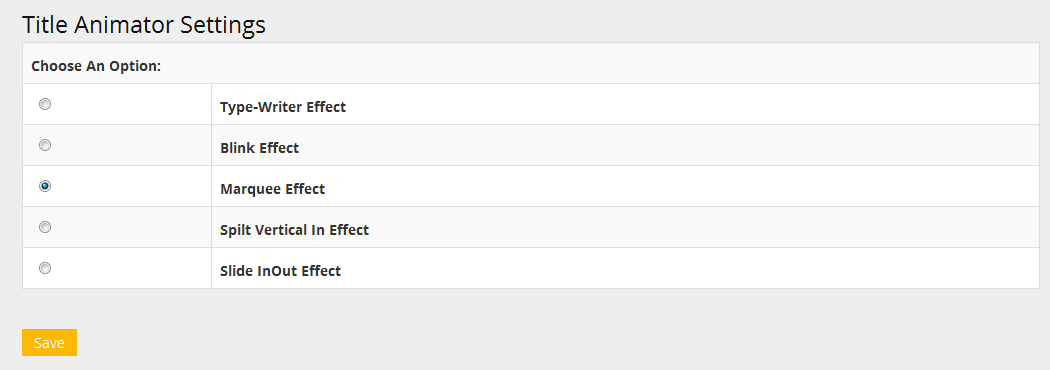 Title Animator Settings
Choose An Option:
Type-Writer Effect
Blink Effect
Marquee Effect
Spilt Vertical In Effect
Slide InOut Effect
Save